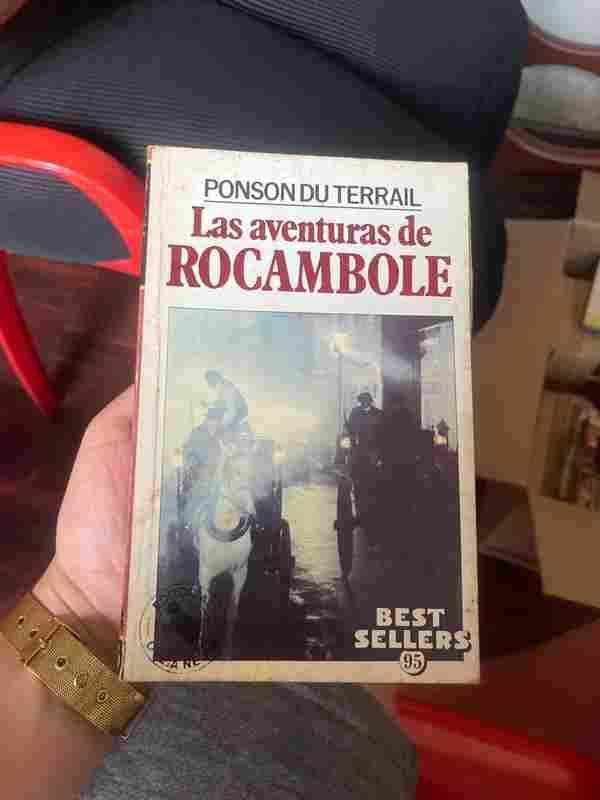 PONSON DU TERRAIL
Las aventuras de
ROCAMBOLE
BEST
SELLERS
95